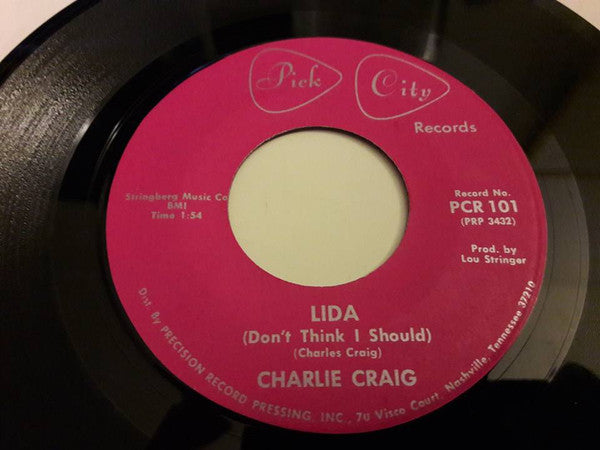 Pick City
Records
Stringberg Music Co
BMI
Time 1:54
Record No.
PCR 101
(PRP 3432)
Prod. by
Lou Stringer
LIDA
(Don't Think I Should)
(Charles Craig)
CHARLIE CRAIG
Dist. By PRECISION RECORD PRESSING, INC., 70 Visco Court, Nashville, Tennessee 37210